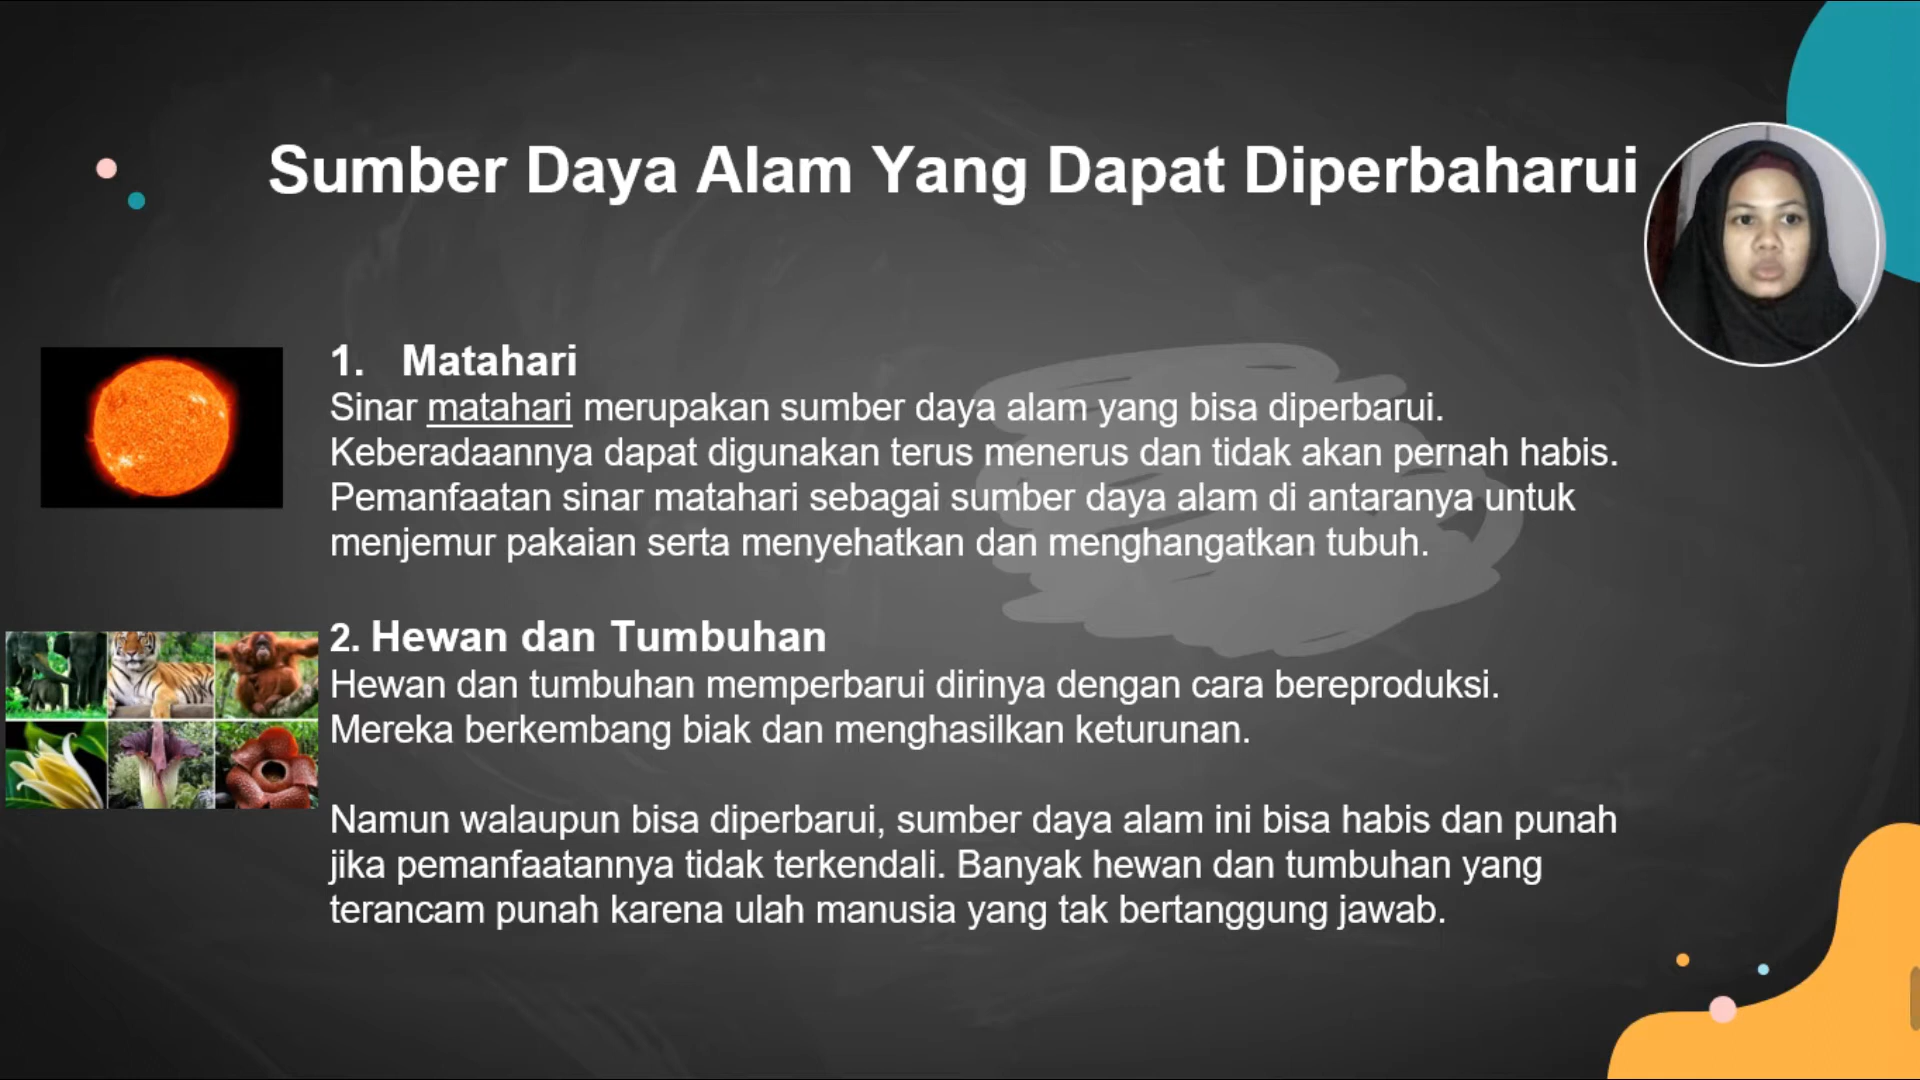 Sumber Daya Alam Yang Dapat Diperbaharui
1. Matahari
Sinar matahari merupakan sumber daya alam yang bisa diperbarui.
Keberadaannya dapat digunakan terus menerus dan tidak akan pernah habis.
Pemanfaatan sinar matahari sebagai sumber daya alam di antaranya untuk
menjemur pakaian serta menyehatkan dan menghangatkan tubuh.
2. Hewan dan Tumbuhan
Hewan dan tumbuhan memperbarui dirinya dengan cara bereproduksi.
Mereka berkembang biak dan menghasilkan keturunan.
Namun walaupun bisa diperbarui, sumber daya alam ini bisa habis dan punah
jika pemanfaatannya tidak terkendali. Banyak hewan dan tumbuhan yang
terancam punah karena ulah manusia yang tak bertanggung jawab.